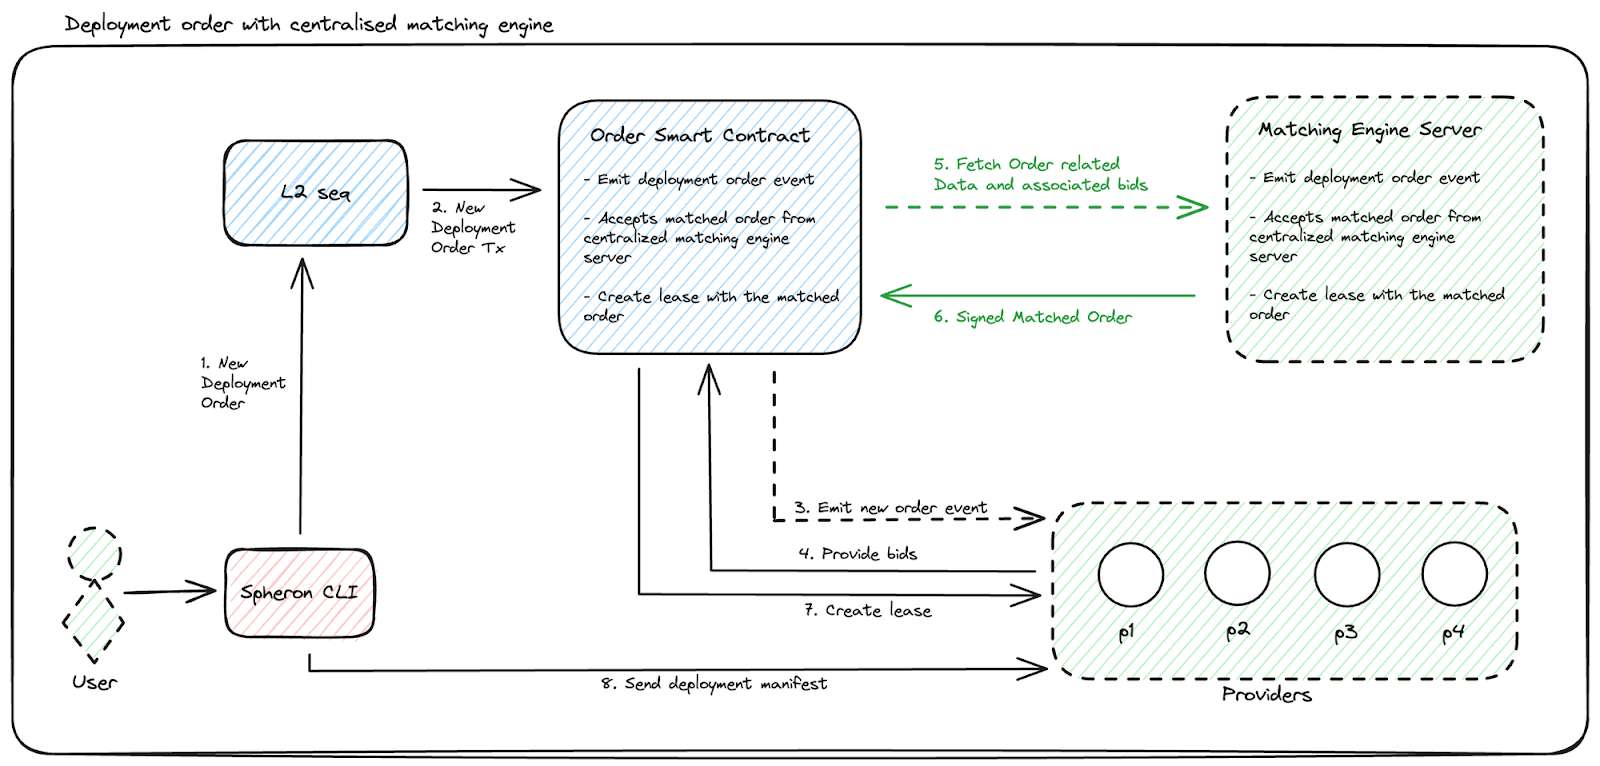 Deployment order with centralised matching engine
L2 seq
2. New
Deployment
Order Tx
Order Smart Contract
- Emit deployment order event
- Accepts matched order from
centralized matching engine
server
- Create lease with the matched
order
5. Fetch Order related
Data and associated bids
6. Signed Matched Order
Matching Engine Server
- Emit deployment order event
- Accepts matched order from
centralized matching engine
server
- Create lease with the matched
order
1. New
Deployment
Order
3. Emit new order event
4. Provide bids
7. Create lease
User
Spheron CLI
8. Send deployment manifest
p1
p2
p3
p4
Providers